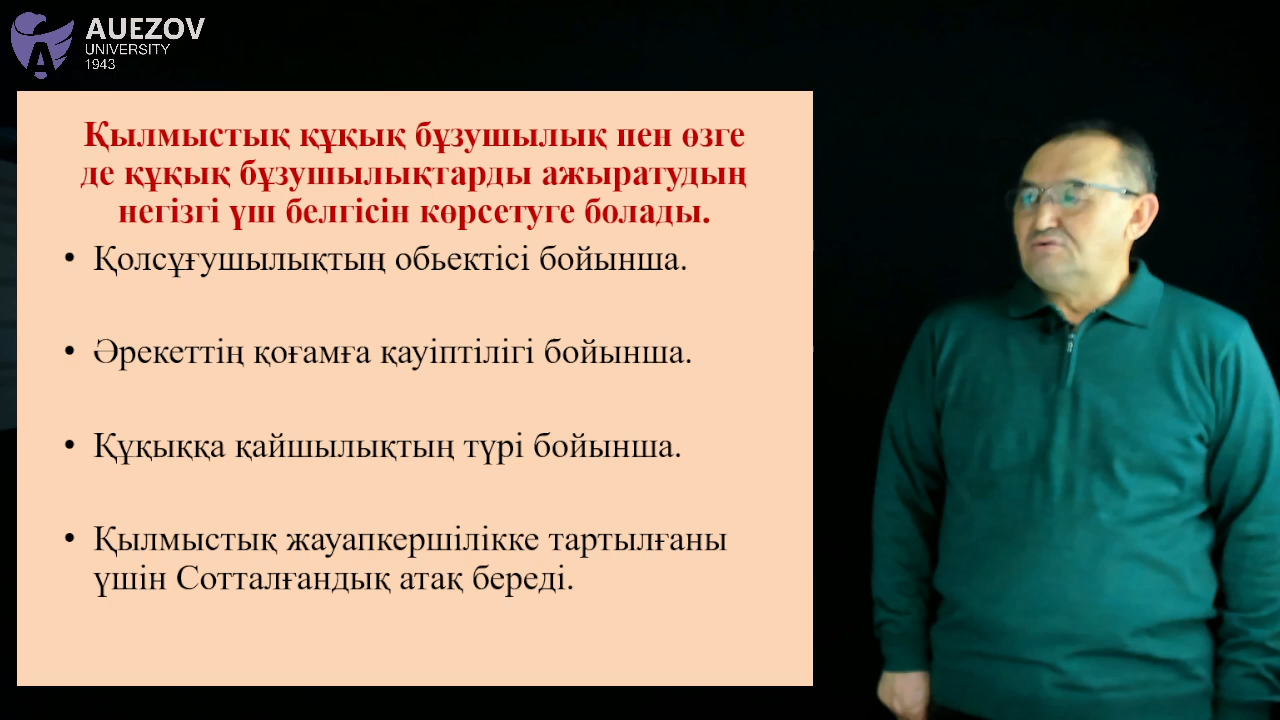 AUEZOV
UNIVERSITY
1943
Қылмыстық құқық бұзушылық пен өзге
де құқық бұзушылықтарды ажыратудың
негізгі үш белгісін көрсетуге болады.
• Қолсұғушылықтың обьектісі бойынша.
• Әрекеттің қоғамға қауіптілігі бойынша.
• Құқыққа қайшылықтың түрі бойынша.
• Қылмыстық жауапкершілікке тартылғаны
үшін Сотталғандық атақ береді.